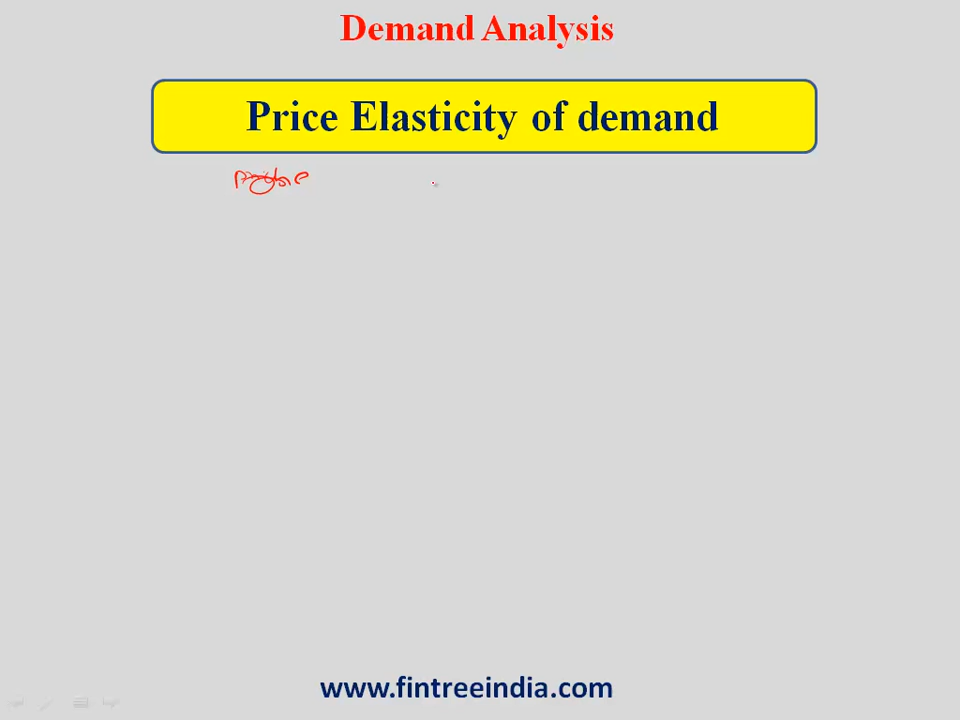 Demand Analysis
Price Elasticity of demand
www.fintreeindia.com